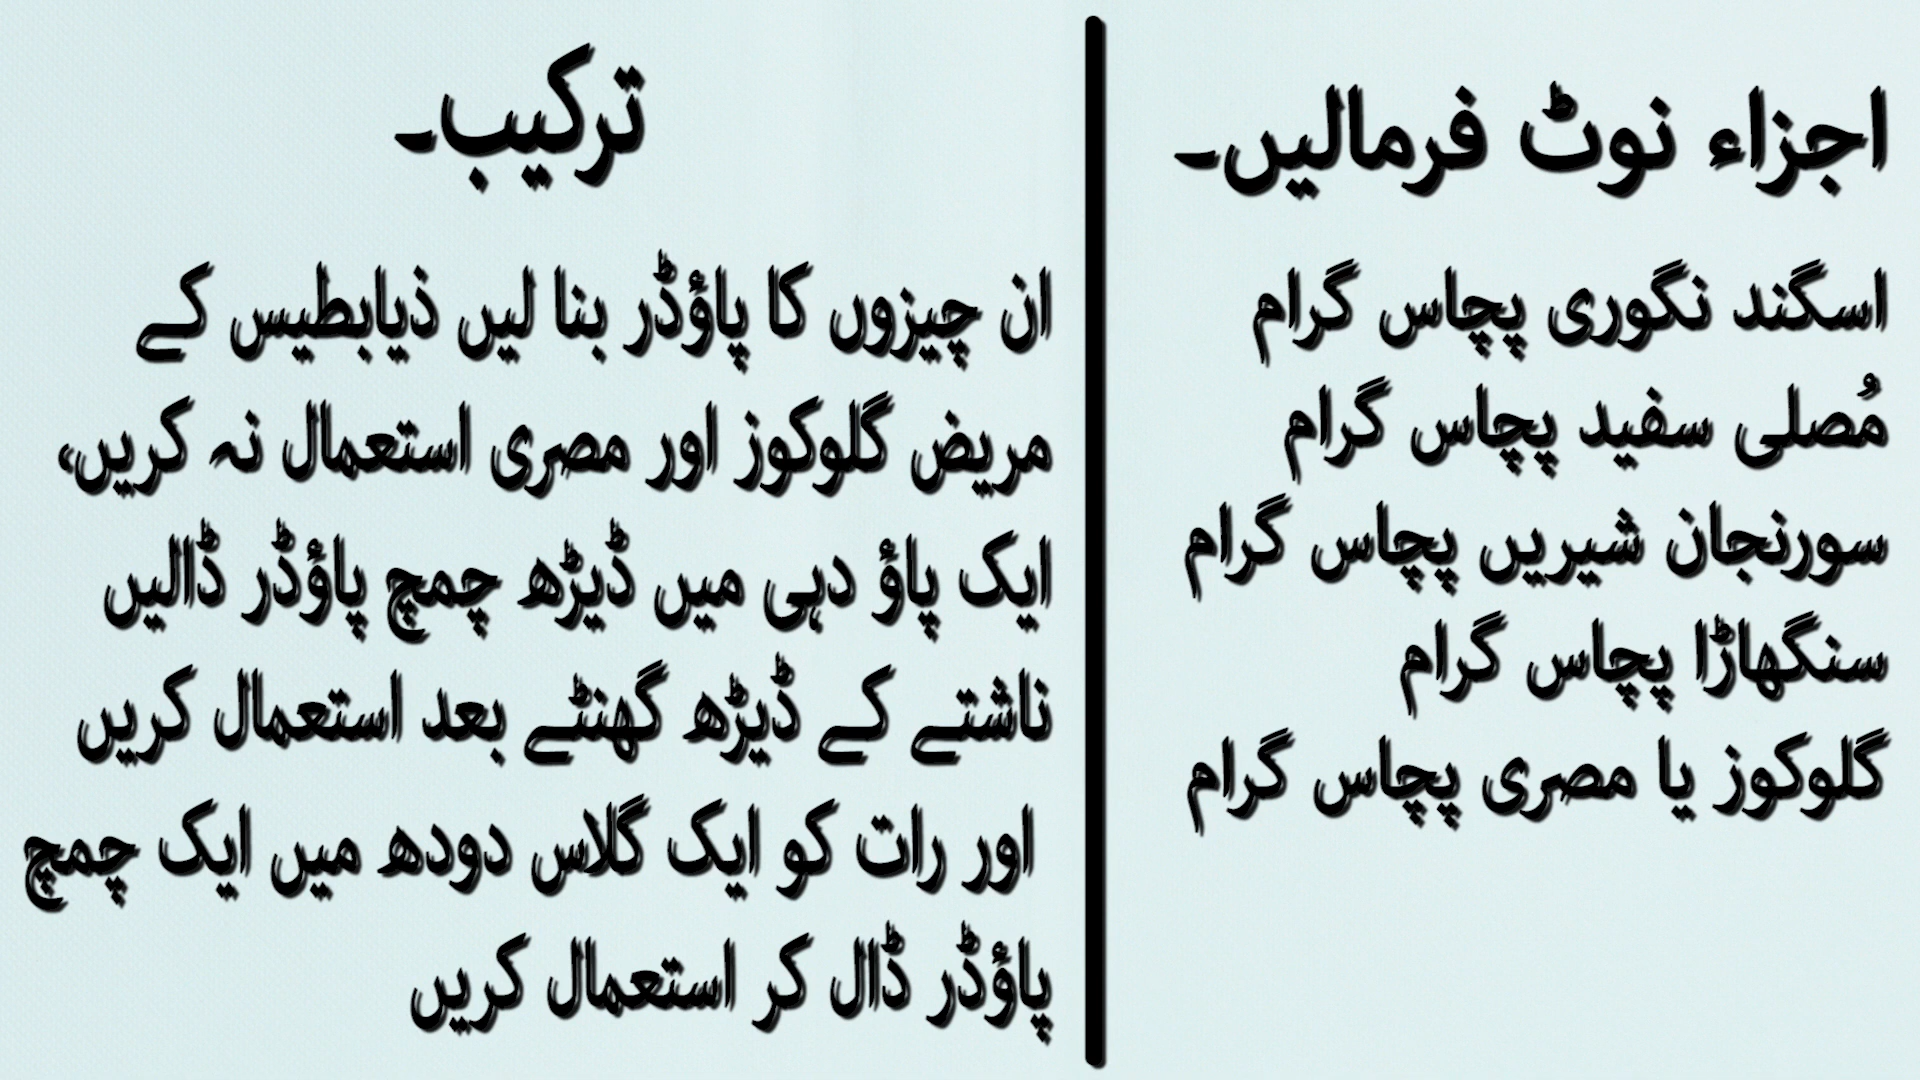 اجزاء نوٹ فرمالیں۔
اسگند نگوری پچاس گرام
مُصلی سفید پچاس گرام
سورنجان شیریں پچاس گرام
سنگھاڑا پچاس گرام
گلوکوز یا مصری پچاس گرام
ترکیب۔
ان چیزوں کا پاؤڈر بنا لیں ذیابطیس کے
مریض گلوکوز اور مصری استعمال نہ کریں،
ایک پاؤ دہی میں ڈیڑھ چمچ پاؤڈر ڈالیں
ناشتے کے ڈیڑھ گھنٹے بعد استعمال کریں
اور رات کو ایک گلاس دودھ میں ایک چمچ
پاؤڈر ڈال کر استعمال کریں